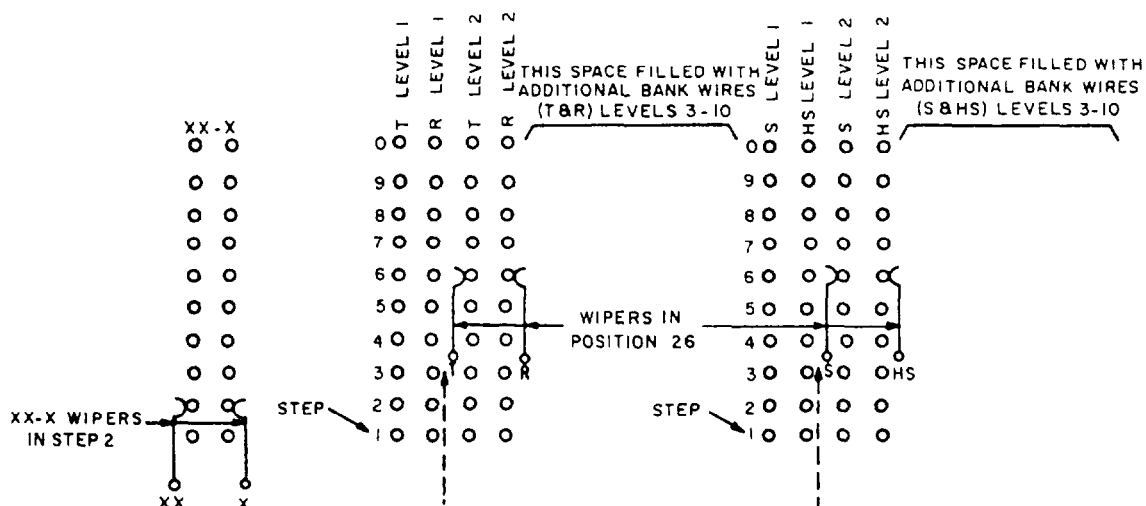 XX-X
XX-X WIPERS
IN STEP 2
XX
X
T LEVEL 1
R LEVEL 1
T LEVEL 2
R LEVEL 2
THIS SPACE FILLED WITH
ADDITIONAL BANK WIRES
(T&R) LEVELS 3-10
0
9
8
7
6
5
4
3
2
1
STEP
T
R
WIPERS IN
POSITION 26
S LEVEL 1
HS LEVEL 1
S LEVEL 2
HS LEVEL 2
THIS SPACE FILLED WITH
ADDITIONAL BANK WIRES
(S&HS) LEVELS 3-10
0
9
8
7
6
5
4
3
2
1
STEP
S
HS